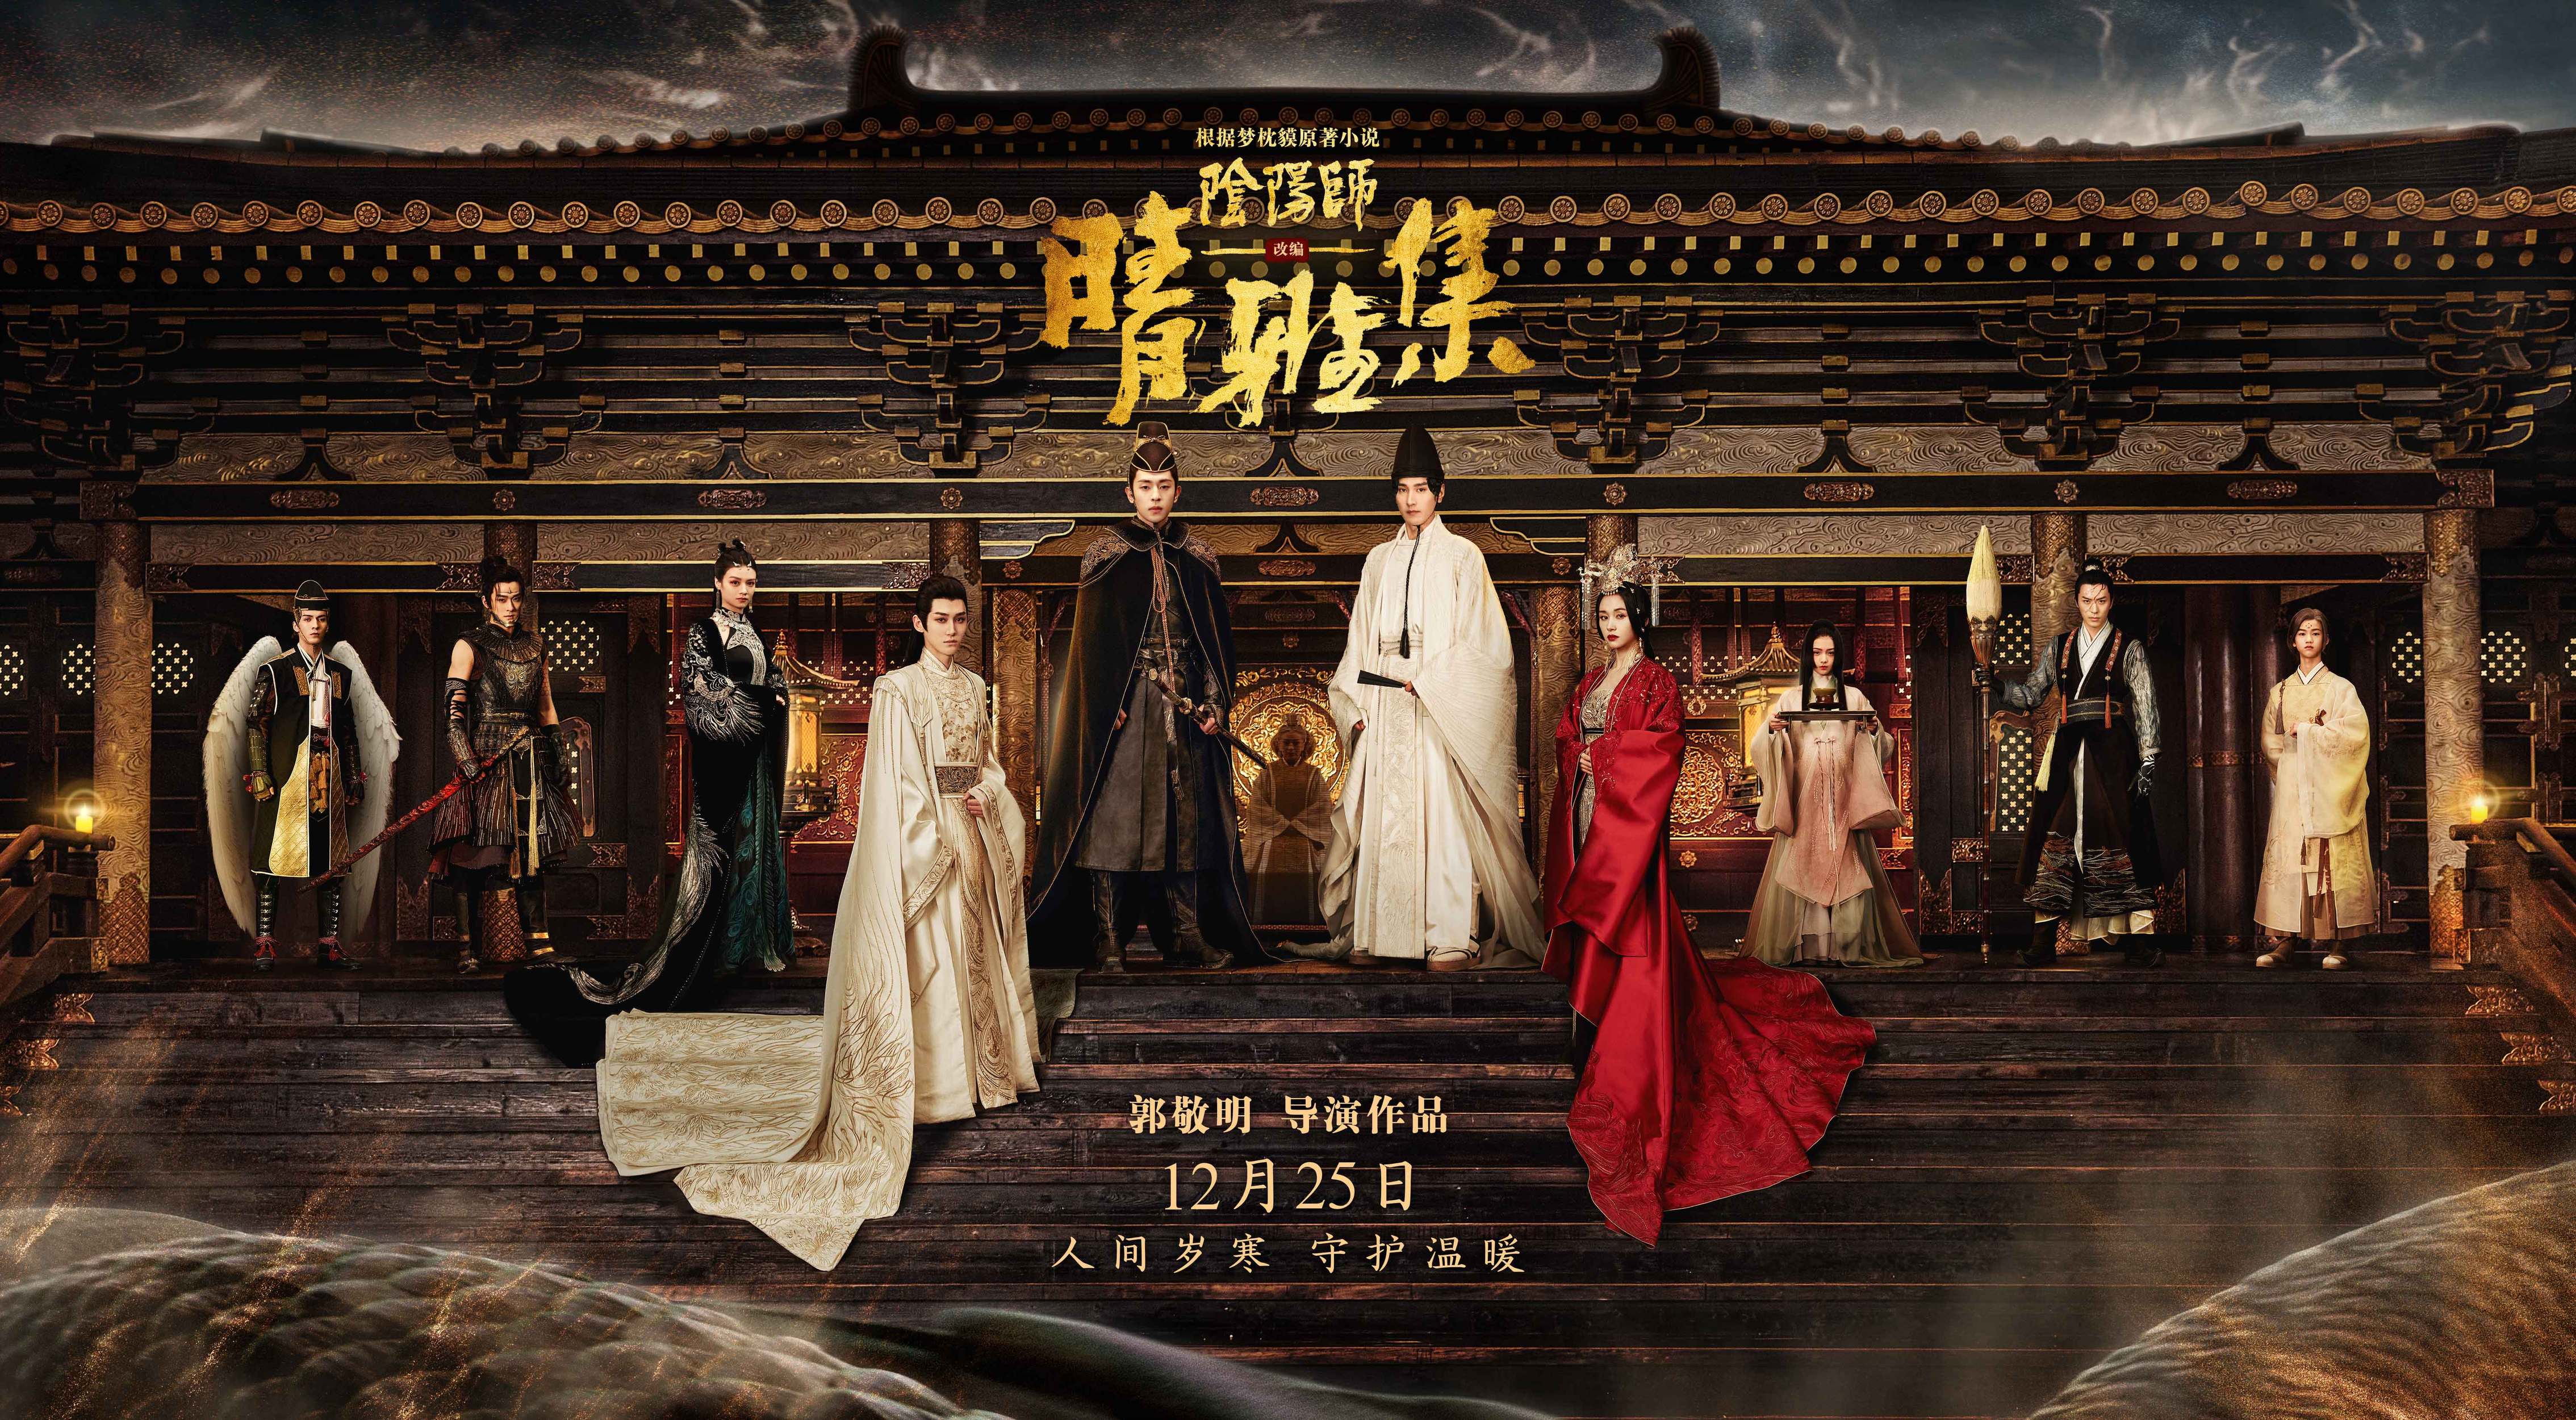 根据梦枕貘原著小说
陰陽師
改编
晴雅集
郭敬明 导演作品
12月25日
人间岁寒 守护温暖